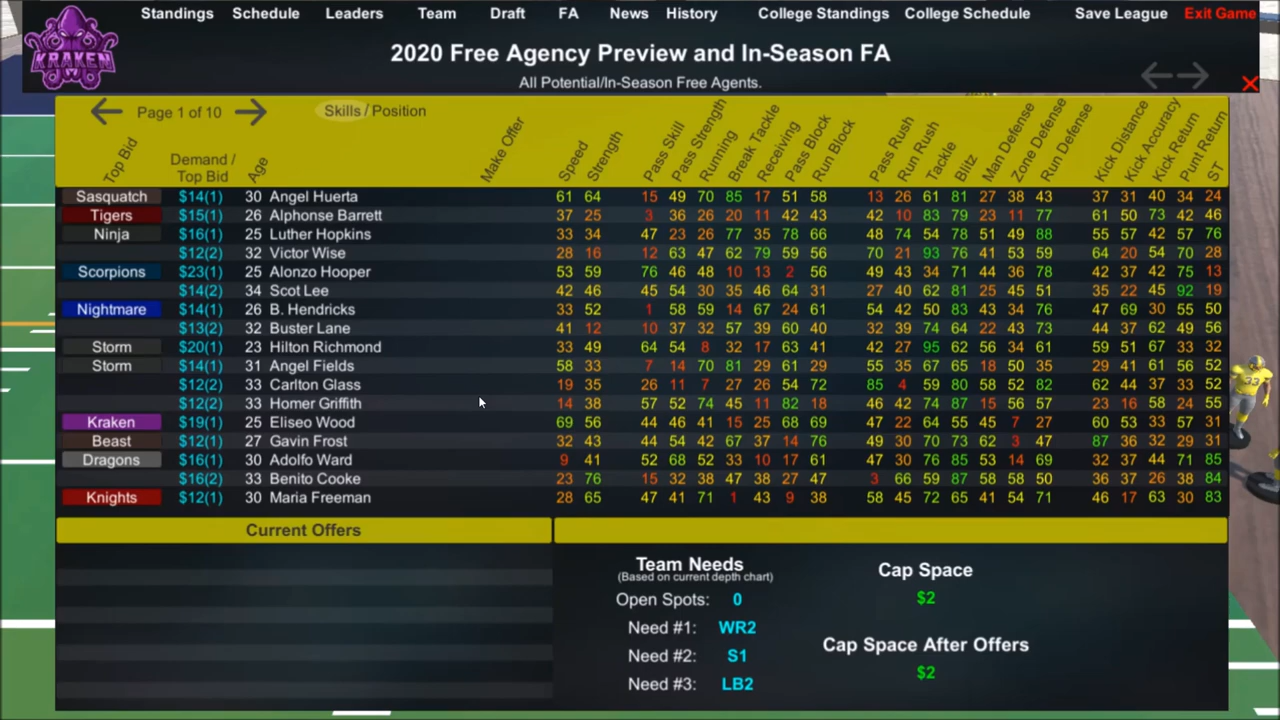 Standings Schedule Leaders Team Draft FA News History College Standings College Schedule Save League Exit Game
KRAKEN
2020 Free Agency Preview and In-Season FA
All Potential/In-Season Free Agents.
Page 1 of 10
Skills / Position
Top Bid Demand / Top Bid Age Make Offer Speed Strength Pass Skill Pass Strength Running Break Tackle Receiving Pass Block Run Block Pass Rush Run Rush Tackle Blitz Man Defense Zone Defense Run Defense Kick Distance Kick Accuracy Kick Return Punt Return ST
Sasquatch $14(1) 30 Angel Huerta 61 64 15 49 70 85 17 51 58 13 26 61 81 27 38 43 37 31 40 34 24
Tigers $15(1) 26 Alphonse Barrett 37 25 3 36 26 20 11 42 43 42 10 83 79 23 11 77 61 50 73 42 46
Ninja $16(1) 25 Luther Hopkins 33 34 47 23 26 77 35 78 66 48 74 54 78 51 49 88 55 57 42 57 76
$12(2) 32 Victor Wise 28 16 12 63 47 62 79 59 56 70 21 93 76 41 53 59 64 20 54 70 28
Scorpions $23(1) 25 Alonzo Hooper 53 59 76 46 48 10 13 2 56 49 43 34 71 44 36 78 42 37 42 75 13
$14(2) 34 Scot Lee 42 46 45 54 30 35 46 64 31 27 40 62 81 25 45 51 35 22 45 92 19
Nightmare $14(1) 26 B. Hendricks 33 52 1 58 59 14 67 24 61 54 42 50 83 43 34 76 47 69 30 55 50
$13(2) 32 Buster Lane 41 12 10 37 32 57 39 60 40 32 39 74 64 22 43 73 44 37 62 49 56
Storm $20(1) 23 Hilton Richmond 33 49 64 54 8 32 17 63 41 42 27 95 62 56 34 61 59 51 67 33 32
Storm $14(1) 31 Angel Fields 58 33 7 14 70 81 29 61 29 55 35 67 65 18 50 35 29 41 61 56 52
$12(2) 33 Carlton Glass 19 35 26 11 7 27 26 54 72 85 4 59 80 58 52 82 62 44 37 33 52
$12(2) 33 Homer Griffith 14 38 57 52 74 45 11 82 18 46 42 74 87 15 56 57 23 16 58 24 55
Kraken $19(1) 25 Eliseo Wood 69 56 44 46 41 15 25 68 69 47 22 64 55 45 7 27 60 53 33 57 31
Beast $12(1) 27 Gavin Frost 32 43 44 54 42 67 37 14 76 49 30 70 73 62 3 47 87 36 32 29 31
Dragons $16(1) 30 Adolfo Ward 9 41 52 68 52 33 10 17 61 47 30 76 85 53 14 69 32 37 44 71 85
$16(2) 33 Benito Cooke 23 76 15 32 38 47 38 27 47 3 66 59 87 58 58 50 36 37 26 38 84
Knights $12(1) 30 Maria Freeman 28 65 47 41 71 1 43 9 38 58 45 72 65 41 54 71 46 17 63 30 83
Current Offers
Team Needs
(Based on current depth chart)
Open Spots: 0
Need #1: WR2
Need #2: S1
Need #3: LB2
Cap Space
$2
Cap Space After Offers
$2
33